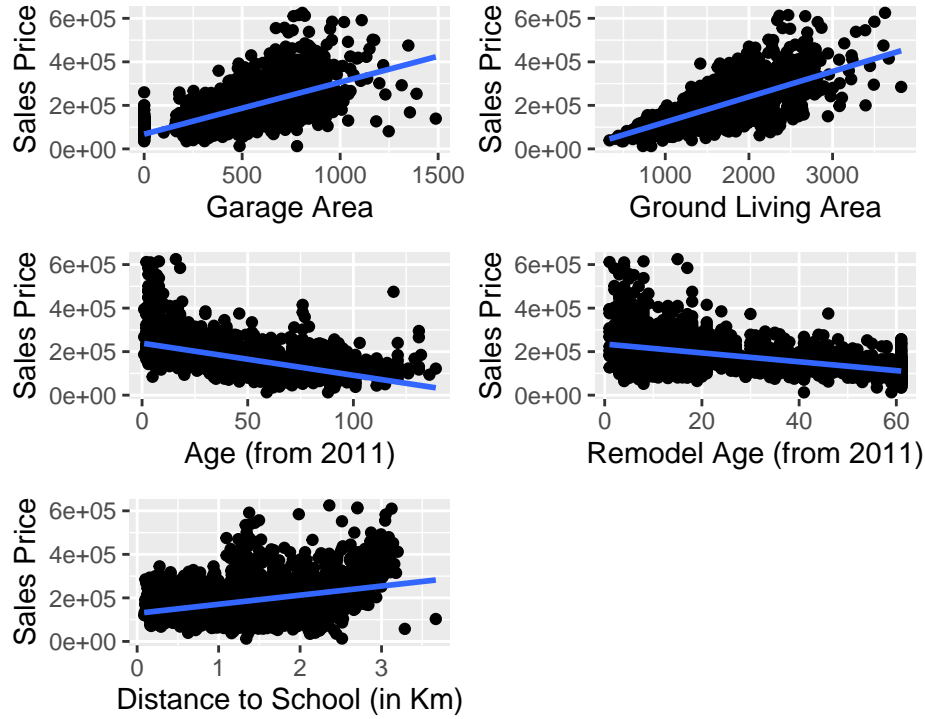 Sales Price
6e+05
4e+05
2e+05
0e+00
0 500 1000 1500
Garage Area
Sales Price
6e+05
4e+05
2e+05
0e+00
1000 2000 3000
Ground Living Area
Sales Price
6e+05
4e+05
2e+05
0e+00
0 50 100
Age (from 2011)
Sales Price
6e+05
4e+05
2e+05
0e+00
0 20 40 60
Remodel Age (from 2011)
Sales Price
6e+05
4e+05
2e+05
0e+00
0 1 2 3
Distance to School (in Km)